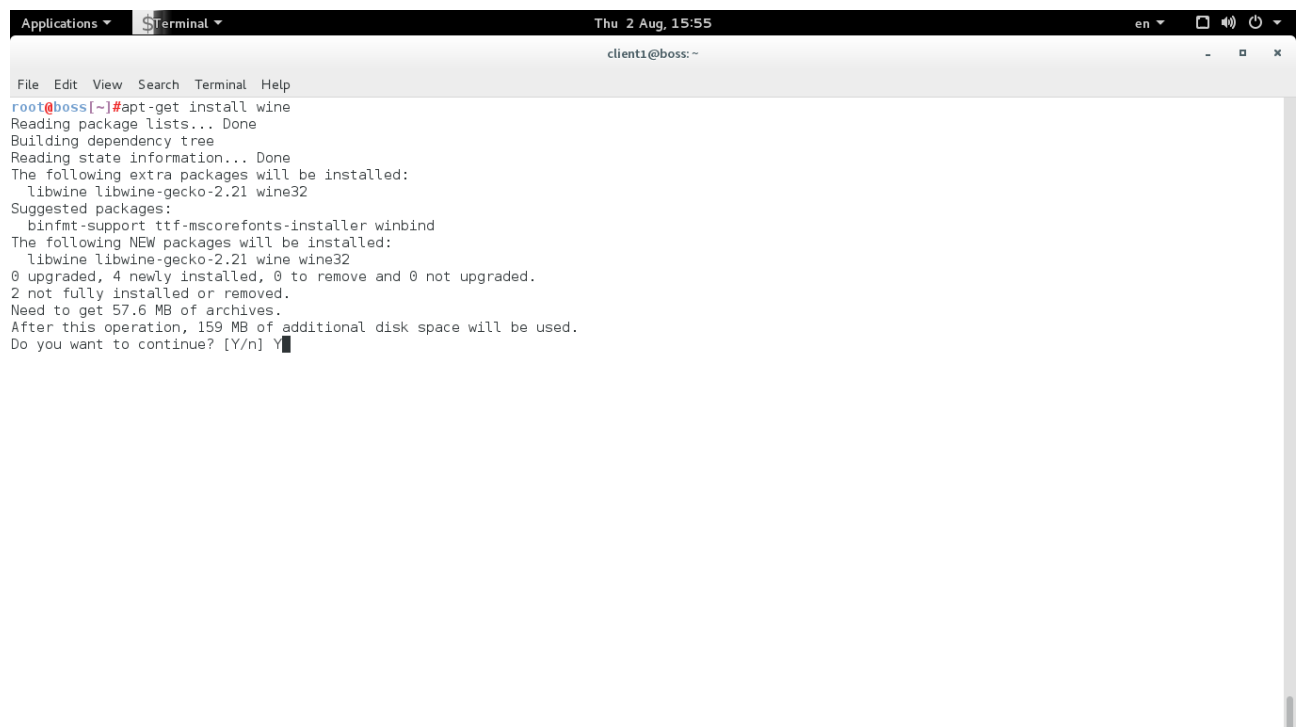 Applications Terminal Thu 2 Aug, 15:55 en
client1@boss: ~
File Edit View Search Terminal Help
root@boss[~]#apt-get install wine
Reading package lists... Done
Building dependency tree
Reading state information... Done
The following extra packages will be installed:
  libwine libwine-gecko-2.21 wine32
Suggested packages:
  binfmt-support ttf-mscorefonts-installer winbind
The following NEW packages will be installed:
  libwine libwine-gecko-2.21 wine wine32
0 upgraded, 4 newly installed, 0 to remove and 0 not upgraded.
2 not fully installed or removed.
Need to get 57.6 MB of archives.
After this operation, 159 MB of additional disk space will be used.
Do you want to continue? [Y/n] Y